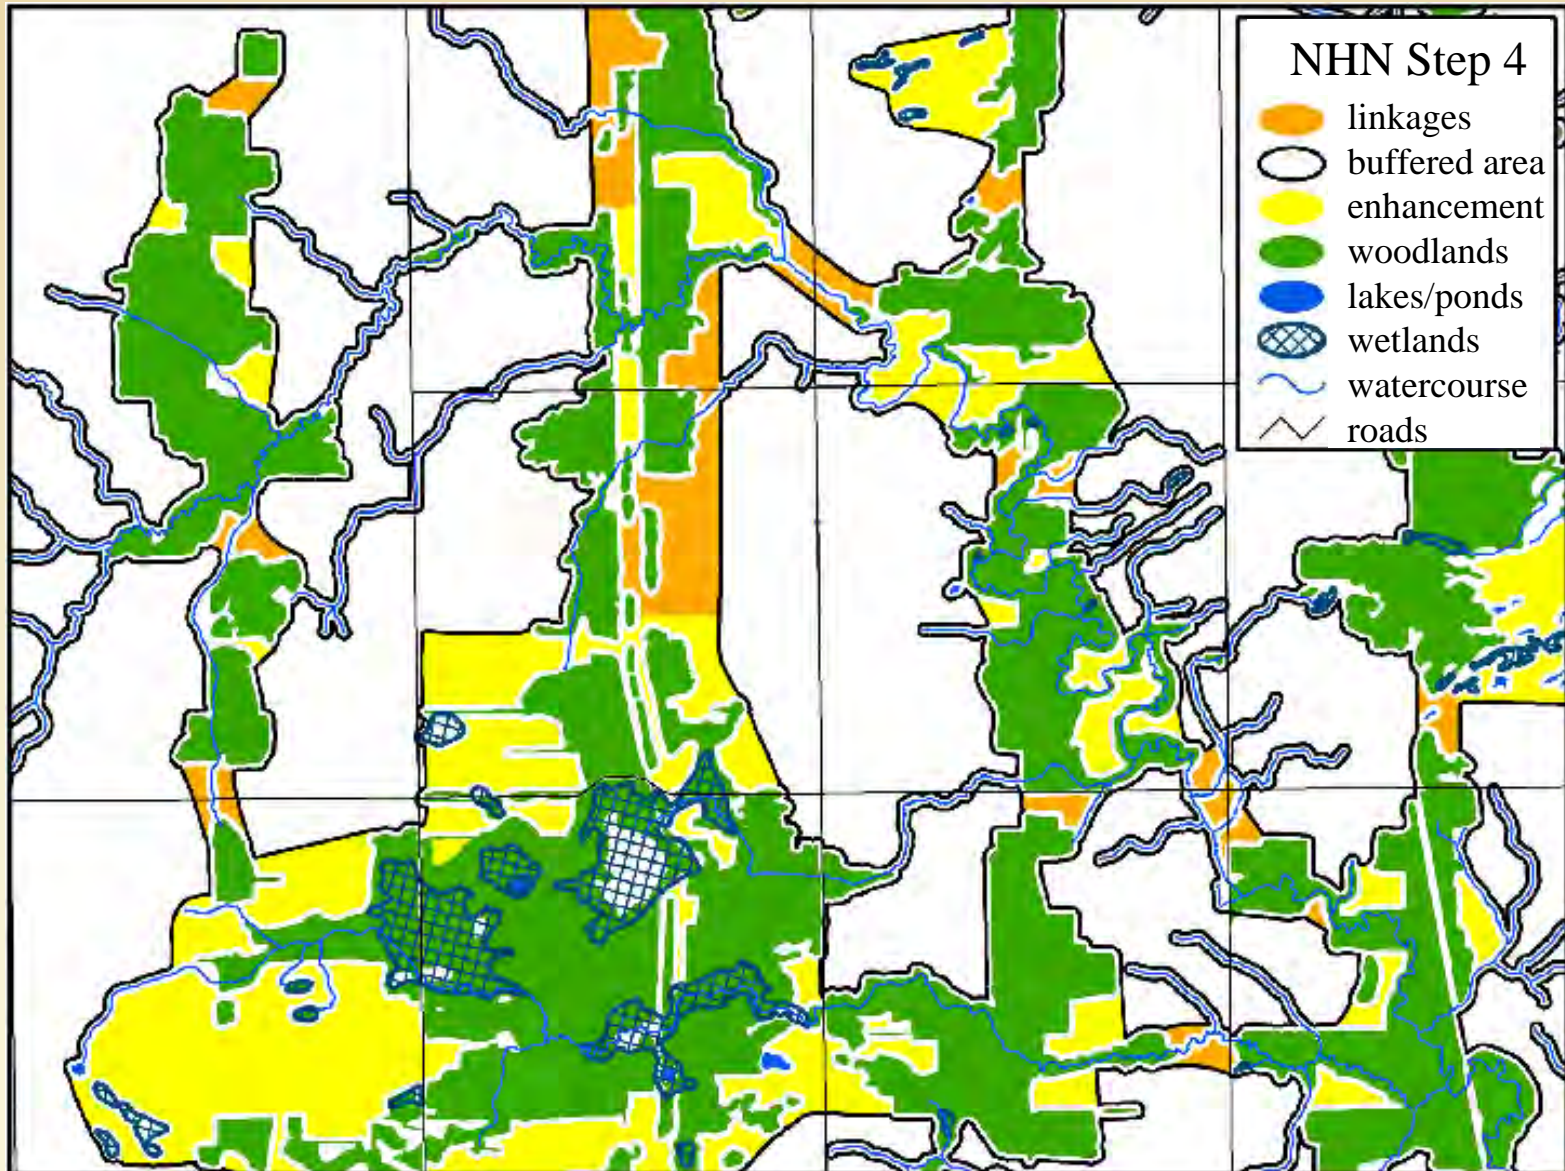 NHN Step 4
linkages
buffered area
enhancement
woodlands
lakes/ponds
wetlands
watercourse
roads